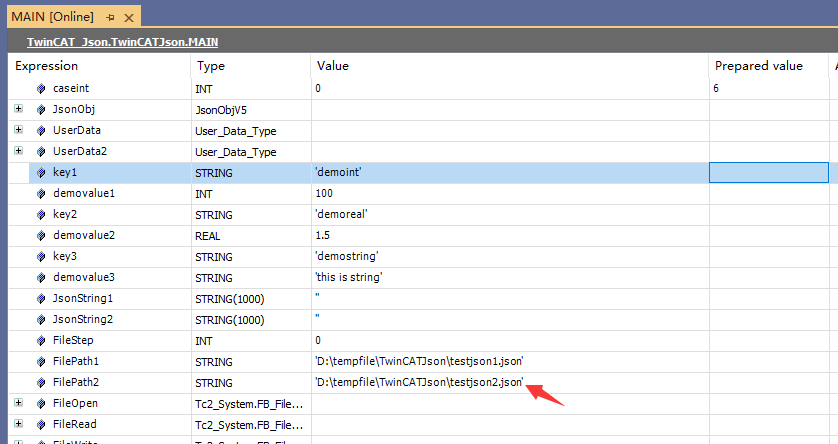 MAIN [Online]
TwinCAT_Json.TwinCATJson.MAIN
Expression Type Value Prepared value
caseint INT 0 6
JsonObj JsonObjV5
UserData User_Data_Type
UserData2 User_Data_Type
key1 STRING 'demoint'
demovalue1 INT 100
key2 STRING 'demoreal'
demovalue2 REAL 1.5
key3 STRING 'demostring'
demovalue3 STRING 'this is string'
JsonString1 STRING(1000) ''
JsonString2 STRING(1000) ''
FileStep INT 0
FilePath1 STRING 'D:\tempfile\TwinCATJson\testjson1.json'
FilePath2 STRING 'D:\tempfile\TwinCATJson\testjson2.json'
FileOpen Tc2_System.FB_File...
FileRead Tc2_System.FB_File...